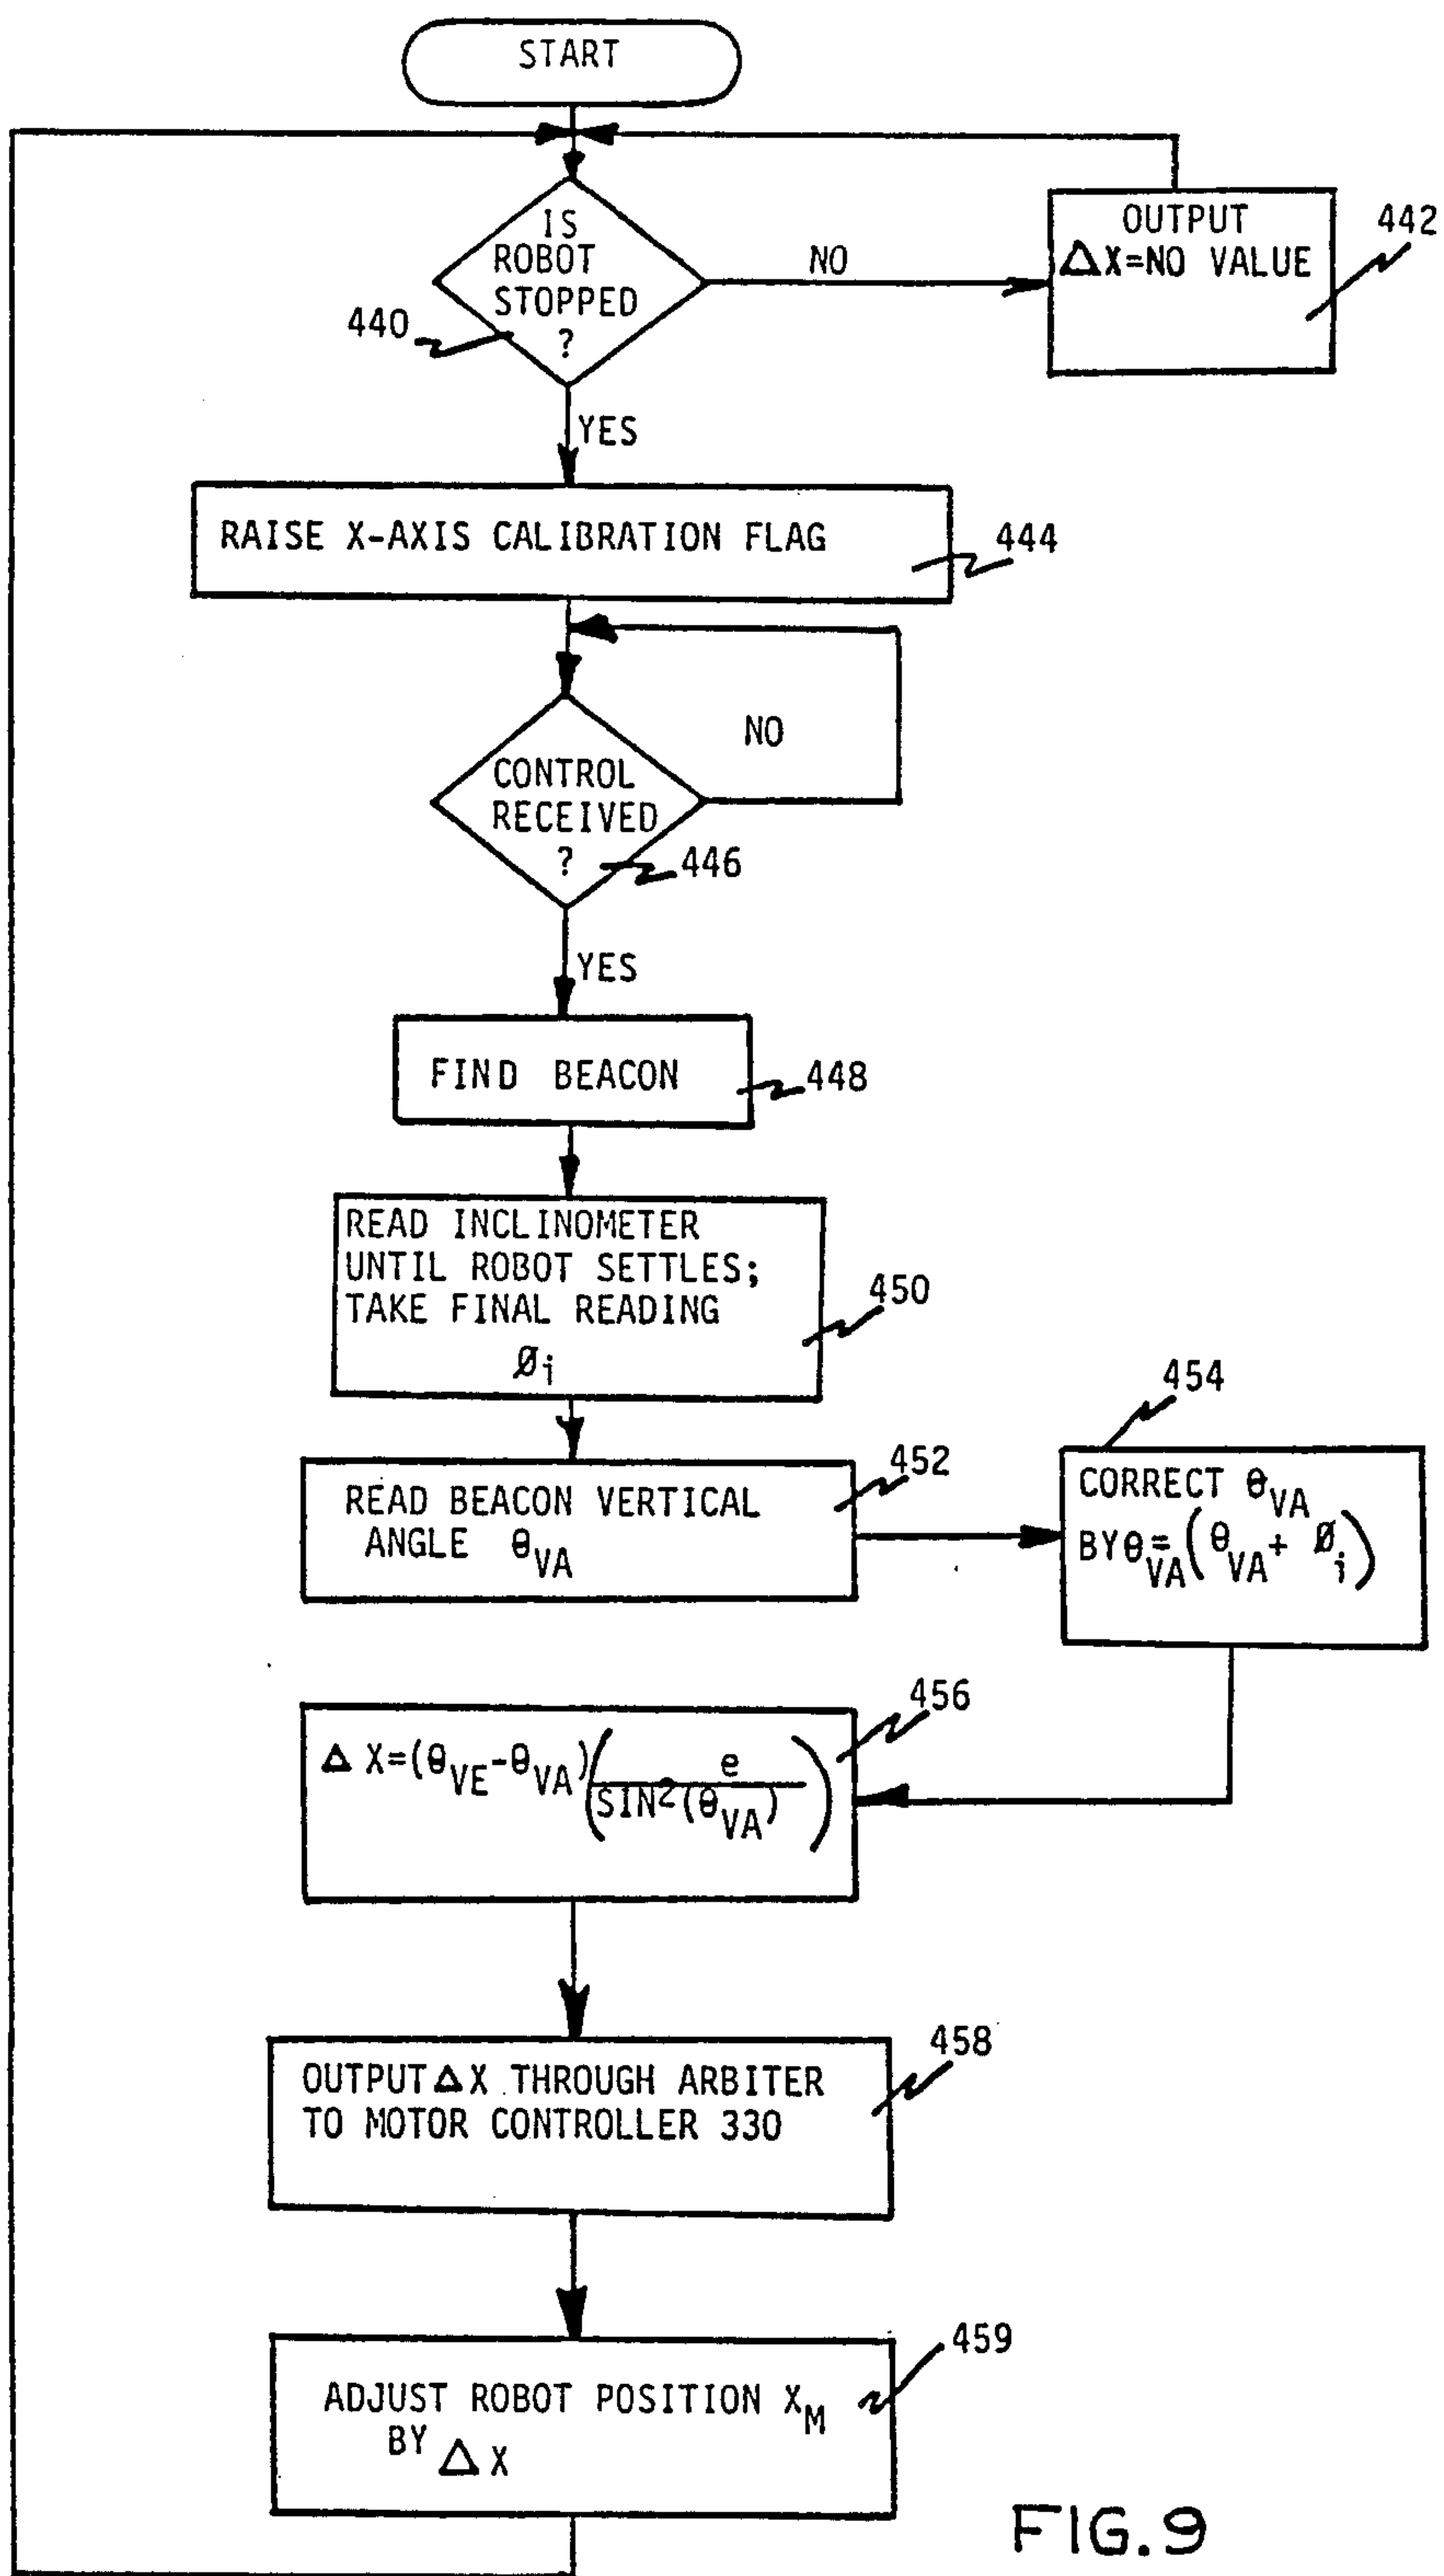 START
IS
ROBOT
STOPPED
?
440
NO
OUTPUT
ΔX=NO VALUE
442
YES
RAISE X-AXIS CALIBRATION FLAG
444
NO
CONTROL
RECEIVED
?
446
YES
FIND BEACON
448
READ INCLINOMETER
UNTIL ROBOT SETTLES;
TAKE FINAL READING
Øi
450
READ BEACON VERTICAL
ANGLE θVA
452
454
CORRECT θVA
BY θVA=(θVA+ Øi)
456
Δ X=(θVE-θVA)(e/SIN²(θVA))
OUTPUT Δ X THROUGH ARBITER
TO MOTOR CONTROLLER 330
458
ADJUST ROBOT POSITION XM
BY Δ X
459
FIG.9